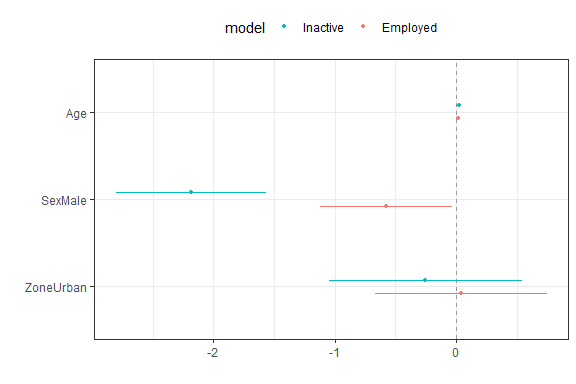 model Inactive Employed
Age
SexMale
ZoneUrban
-2 -1 0